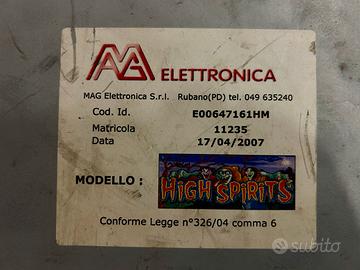 MAG ELETTRONICA
MAG Elettronica S.r.l. Rubano(PD) tel. 049 635240
Cod. Id. E00647161HM
Matricola 11235
Data 17/04/2007
MODELLO : HIGH SPIRITS
Conforme Legge n°326/04 comma 6
subito